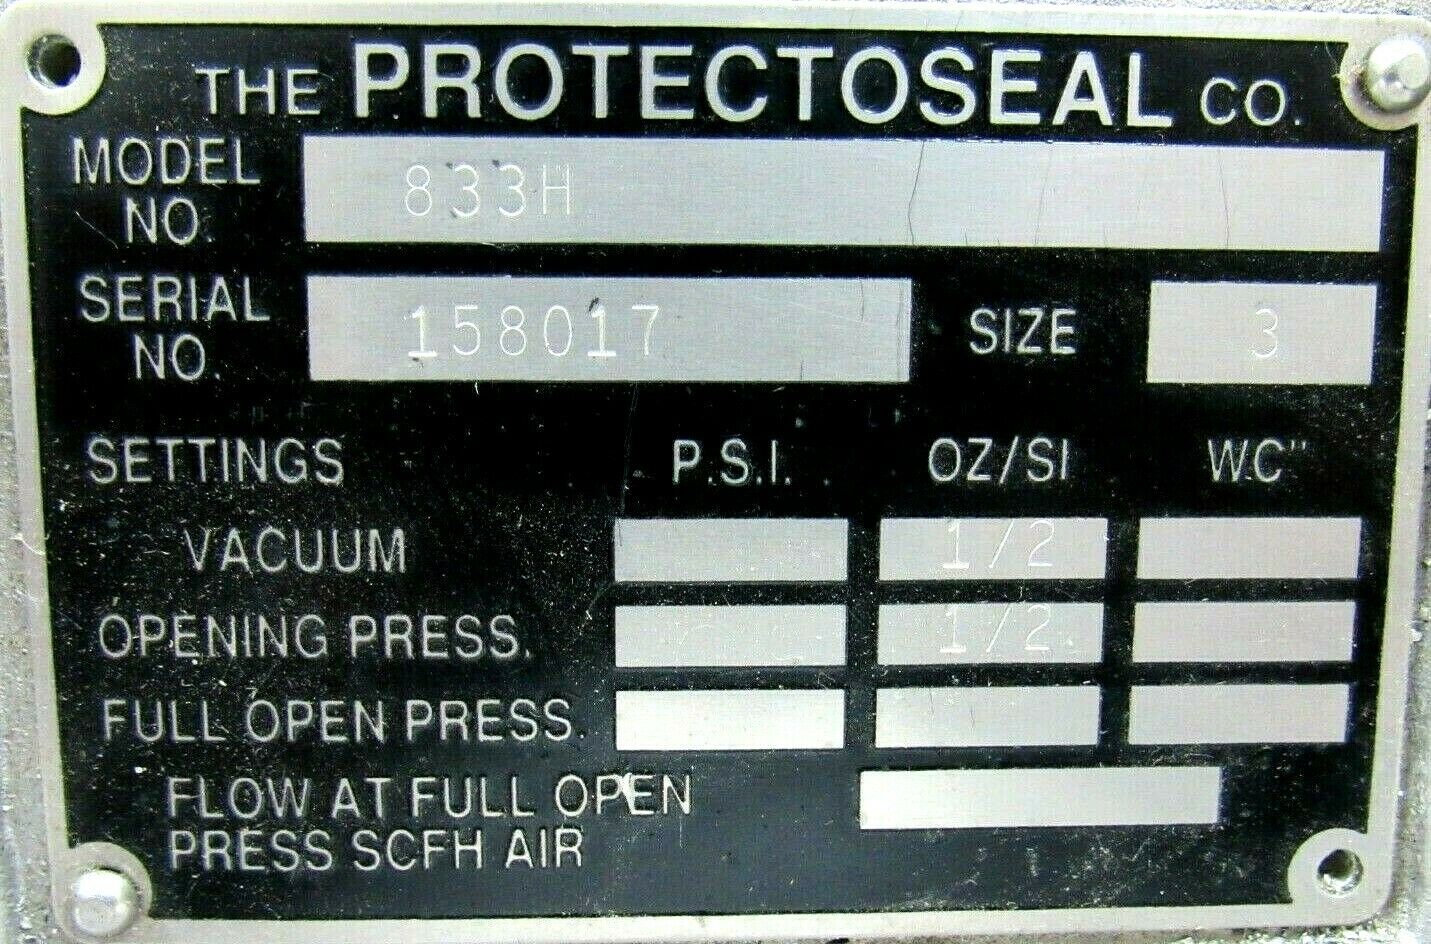 THE PROTECTOSEAL CO.
MODEL NO. 833H
SERIAL NO. 158017 SIZE 3
SETTINGS P.S.I. OZ/SI W.C"
VACUUM 1/2
OPENING PRESS. 1/2
FULL OPEN PRESS.
FLOW AT FULL OPEN
PRESS SCFH AIR